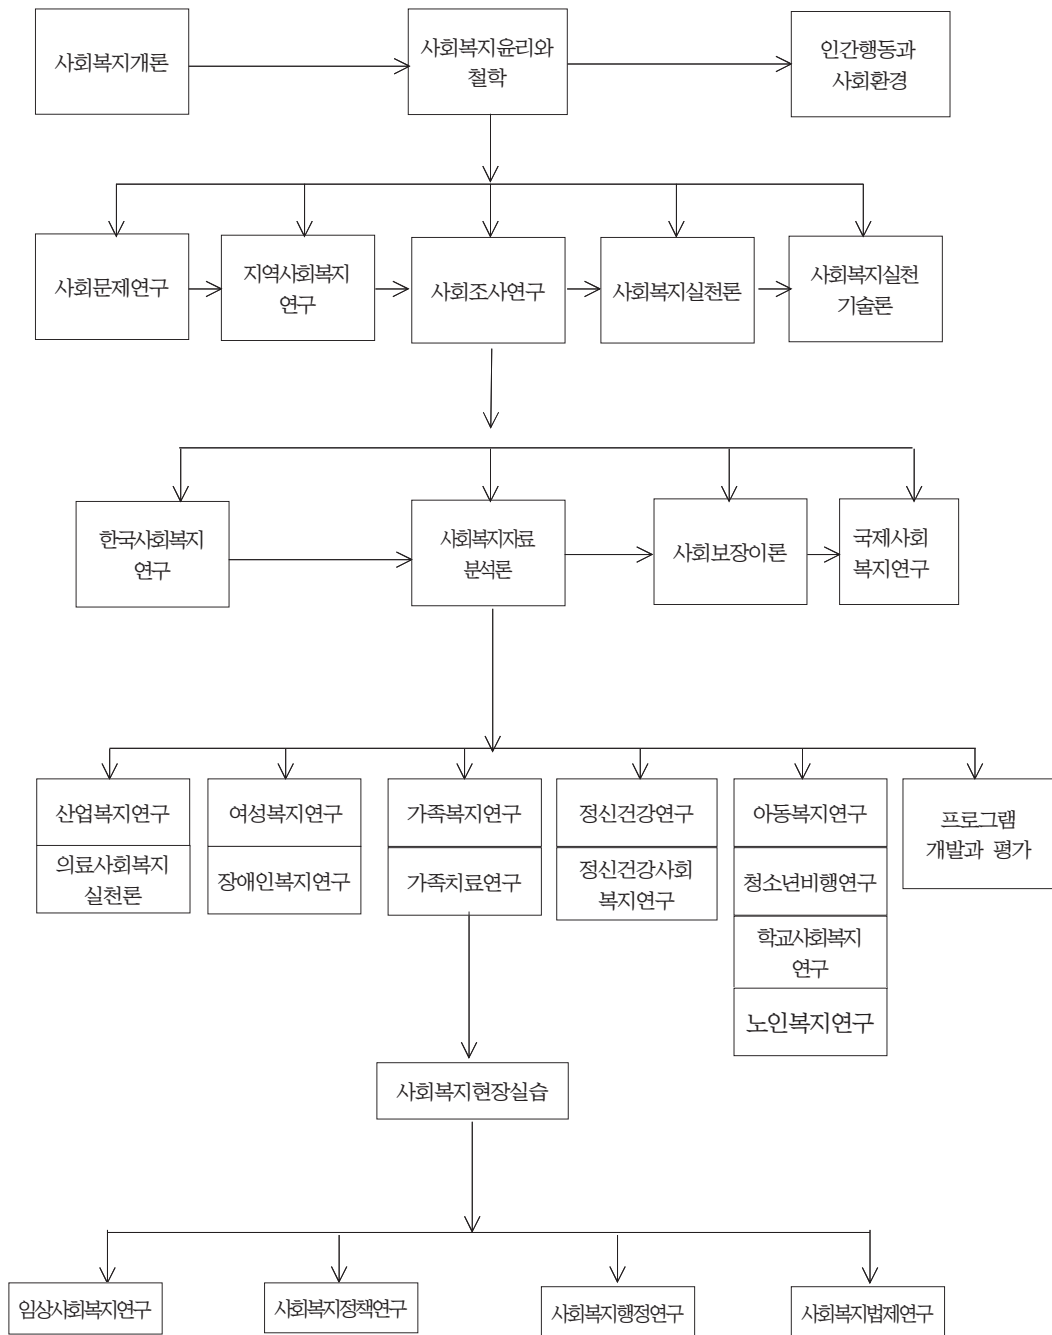 사회복지개론
사회복지윤리와
철학
인간행동과
사회환경
사회문제연구
지역사회복지
연구
사회조사연구
사회복지실천론
사회복지실천
기술론
한국사회복지
연구
사회복지자료
분석론
사회보장이론
국제사회
복지연구
산업복지연구
여성복지연구
가족복지연구
정신건강연구
아동복지연구
프로그램
개발과 평가
의료사회복지
실천론
장애인복지연구
가족치료연구
정신건강사회
복지연구
청소년비행연구
학교사회복지
연구
노인복지연구
사회복지현장실습
임상사회복지연구
사회복지정책연구
사회복지행정연구
사회복지법제연구